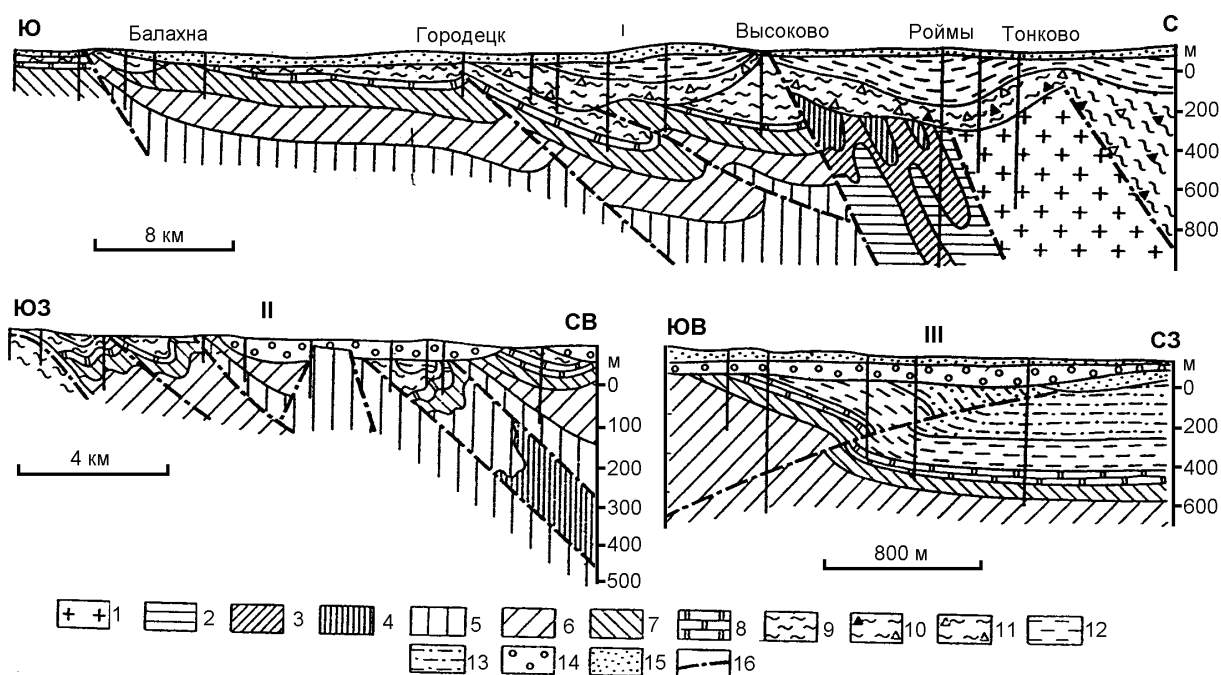 Ю Балахна Городецк I Высоково Роймы Тонково С
м
0
200
400
600
800
8 км
ЮЗ II СВ
м
0
100
200
300
400
500
4 км
ЮВ III СЗ
м
0
200
400
600
800 м
1 2 3 4 5 6 7 8 9 10 11 12
13 14 15 16